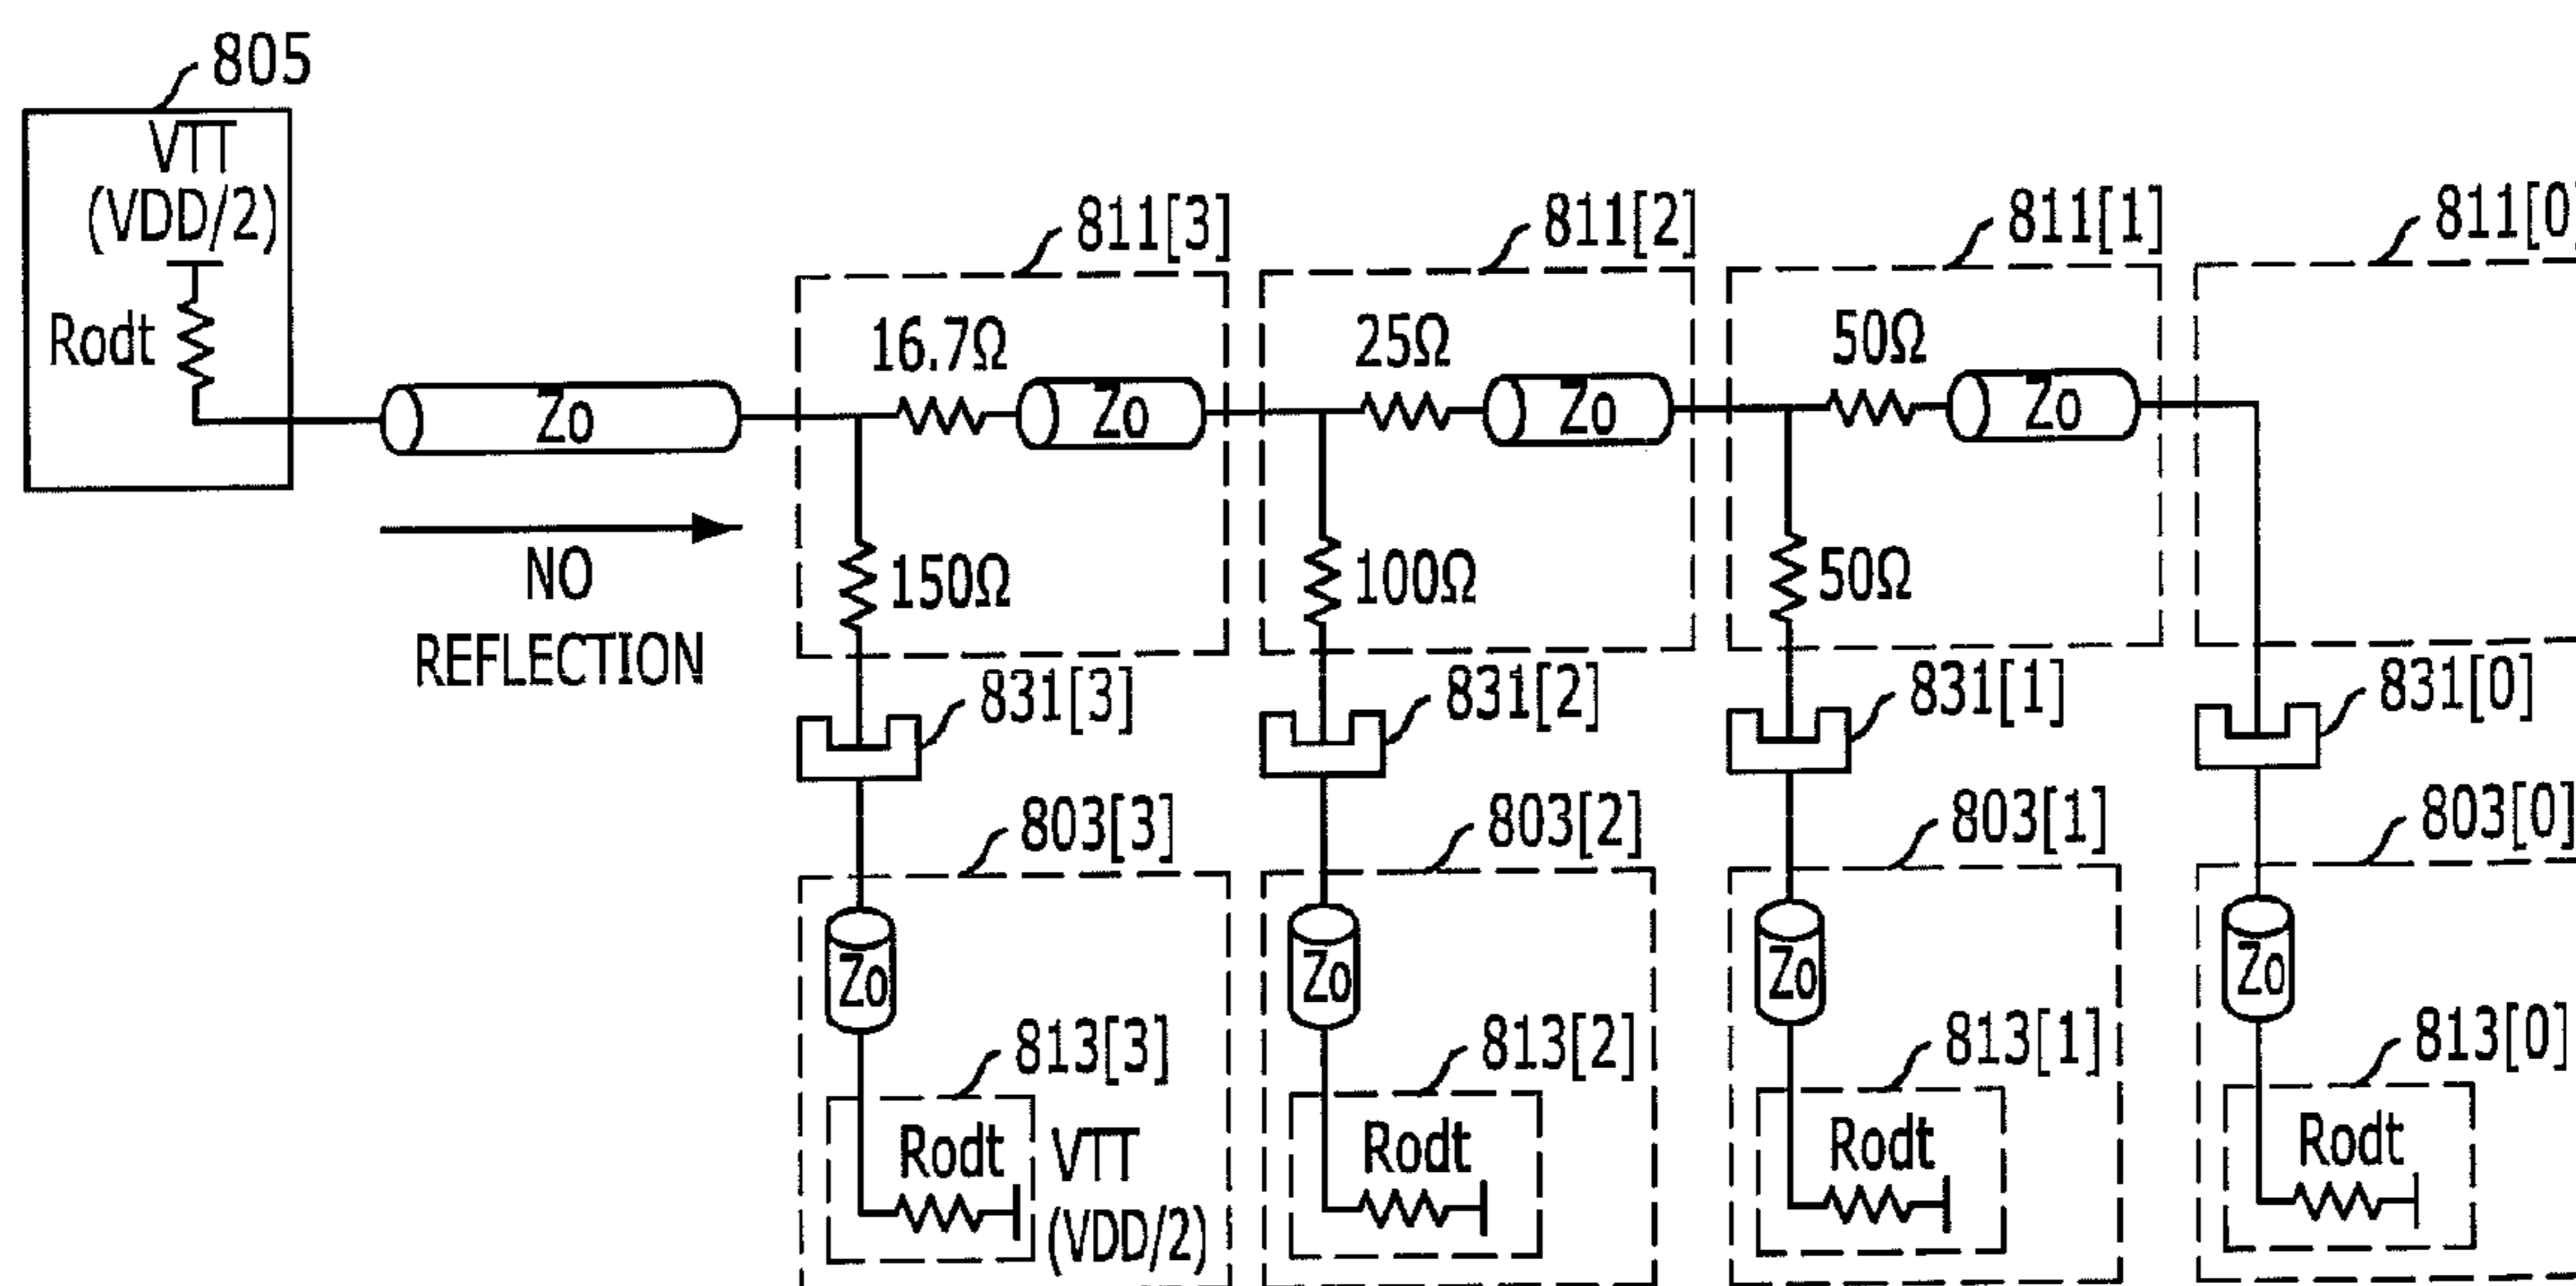 805
VTT
(VDD/2)
Rodt
Zo
NO
REFLECTION
811[3]
16.7Ω
Zo
150Ω
811[2]
25Ω
Zo
100Ω
811[1]
50Ω
Zo
50Ω
811[0]
831[3]
831[2]
831[1]
831[0]
803[3]
803[2]
803[1]
803[0]
Zo
Zo
Zo
Zo
813[3]
813[2]
813[1]
813[0]
Rodt
VTT
(VDD/2)
Rodt
Rodt
Rodt